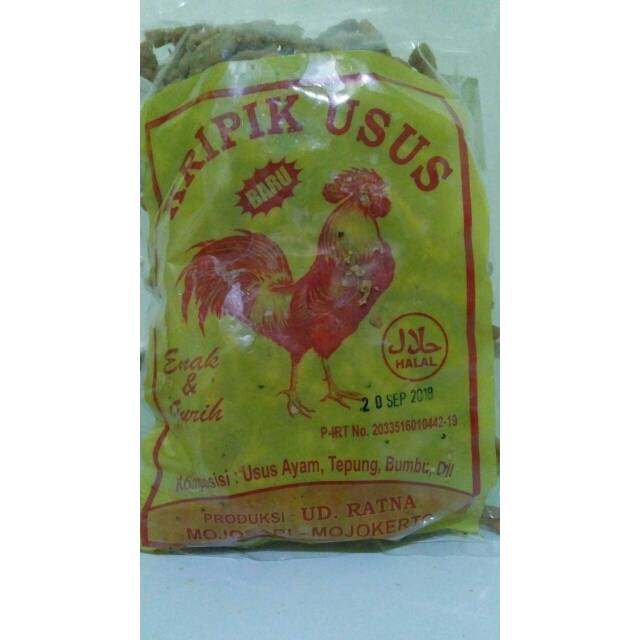 KRIPIK USUS
BARU
Enak
&
Gurih
حلال
HALAL
20 SEP 2018
P-IRT No. 2033516010442-19
Komposisi : Usus Ayam, Tepung, Bumbu, Dll
PRODUKSI : UD. RATNA
MOJOSARI - MOJOKERTO